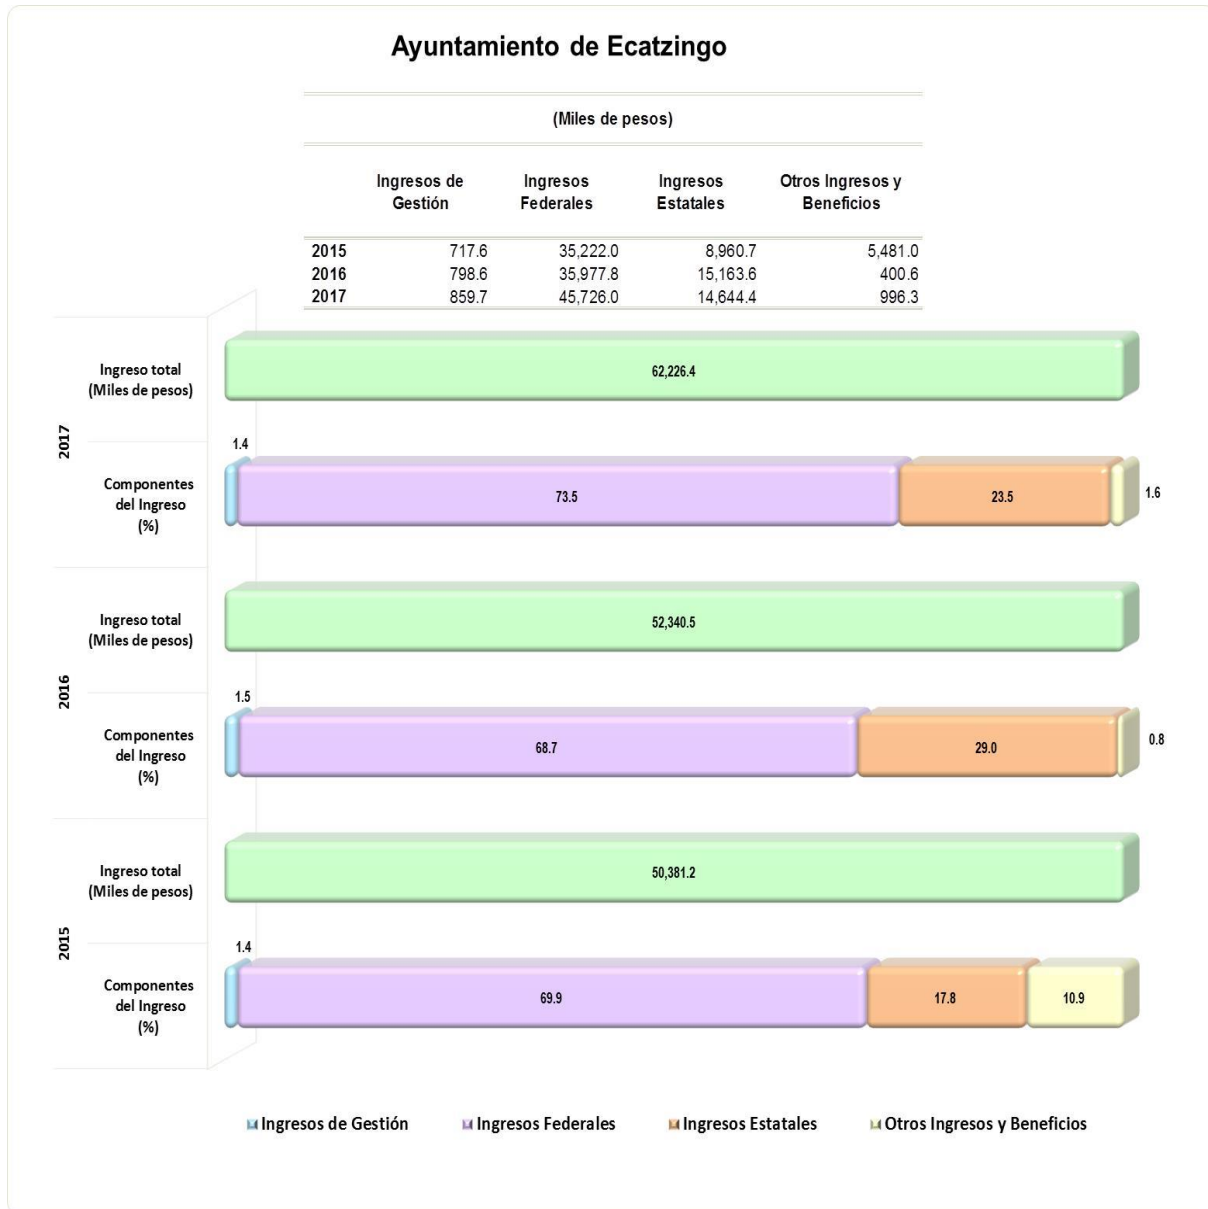 Ayuntamiento de Ecatzingo
(Miles de pesos)
Ingresos de Gestión Ingresos Federales Ingresos Estatales Otros Ingresos y Beneficios
2015 717.6 35,222.0 8,960.7 5,481.0
2016 798.6 35,977.8 15,163.6 400.6
2017 859.7 45,726.0 14,644.4 996.3
2017
Ingreso total
(Miles de pesos)
62,226.4
Componentes
del Ingreso
(%)
1.4
73.5
23.5
1.6
2016
Ingreso total
(Miles de pesos)
52,340.5
Componentes
del Ingreso
(%)
1.5
68.7
29.0
0.8
2015
Ingreso total
(Miles de pesos)
50,381.2
Componentes
del Ingreso
(%)
1.4
69.9
17.8
10.9
Ingresos de Gestión Ingresos Federales Ingresos Estatales Otros Ingresos y Beneficios